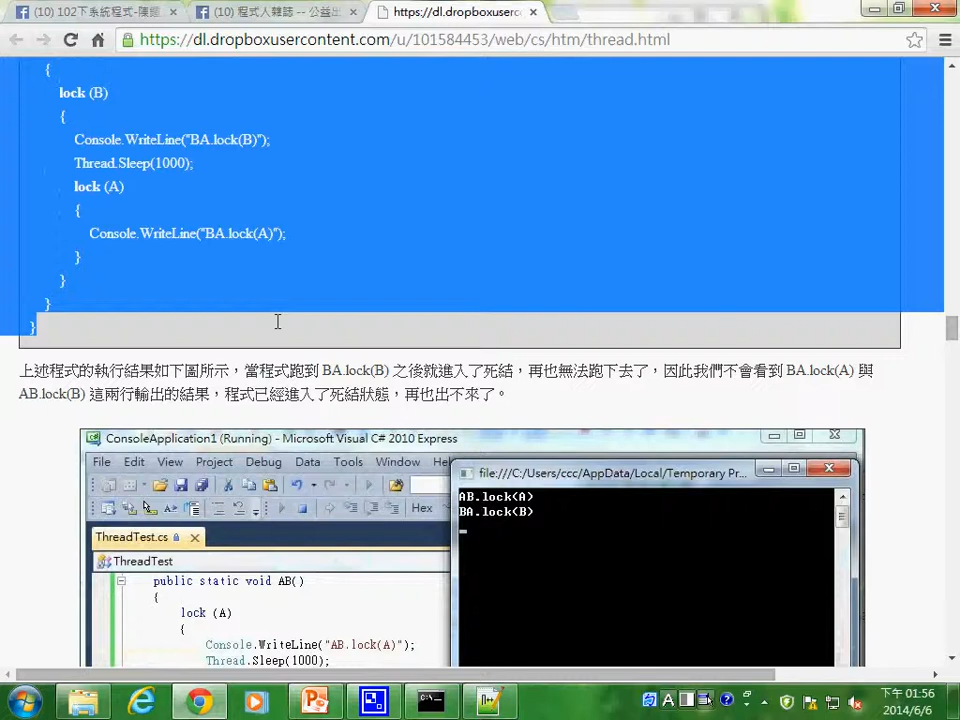 (10) 102下系統程式-陳鍾
(10) 程式人雜誌 -- 公益出
https://dl.dropboxusercon
https://dl.dropboxusercontent.com/u/101584453/web/cs/htm/thread.html
{
lock (B)
{
Console.WriteLine("BA.lock(B)");
Thread.Sleep(1000);
lock (A)
{
Console.WriteLine("BA.lock(A)");
}
}
}
}
上述程式的執行結果如下圖所示，當程式跑到 BA.lock(B) 之後就進入了死結，再也無法跑下去了，因此我們不會看到 BA.lock(A) 與
AB.lock(B) 這兩行輸出的結果，程式已經進入了死結狀態，再也出不來了。
ConsoleApplication1 (Running) - Microsoft Visual C# 2010 Express
File Edit View Project Debug Data Tools Window He
file:///C:/Users/ccc/AppData/Local/Temporary Pr...
AB.lock(A)
BA.lock(B)
Hex
ThreadTest.cs
ThreadTest
public static void AB()
{
lock (A)
{
Console.WriteLine("AB.lock(A)");
Thread.Sleep(1000);
下午 01:56
2014/6/6